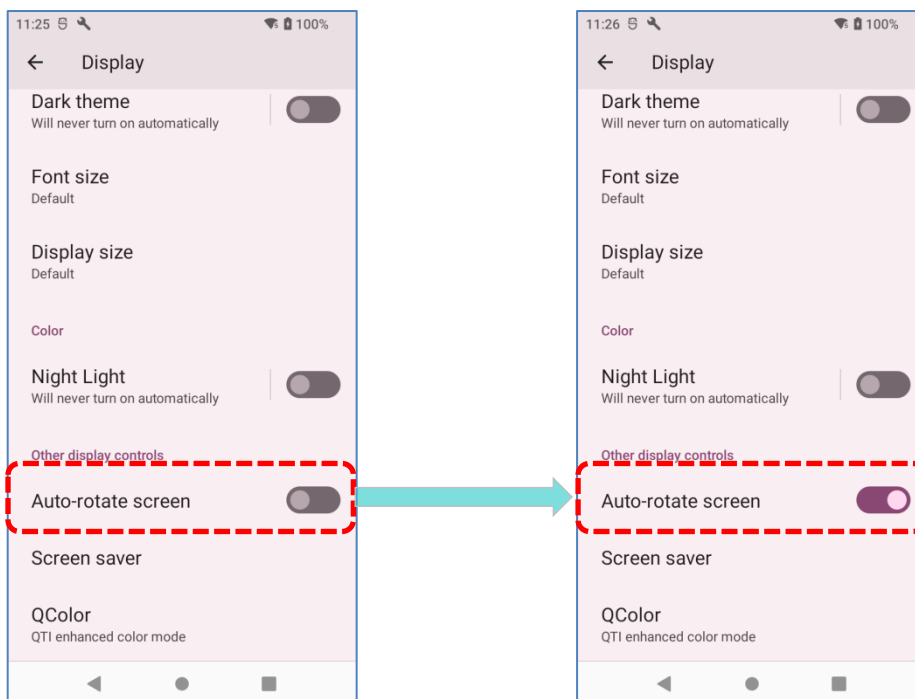 11:25 100%
Display
Dark theme
Will never turn on automatically
Font size
Default
Display size
Default
Color
Night Light
Will never turn on automatically
Other display controls
Auto-rotate screen
Screen saver
QColor
QTI enhanced color mode
11:26 100%
Display
Dark theme
Will never turn on automatically
Font size
Default
Display size
Default
Color
Night Light
Will never turn on automatically
Other display controls
Auto-rotate screen
Screen saver
QColor
QTI enhanced color mode